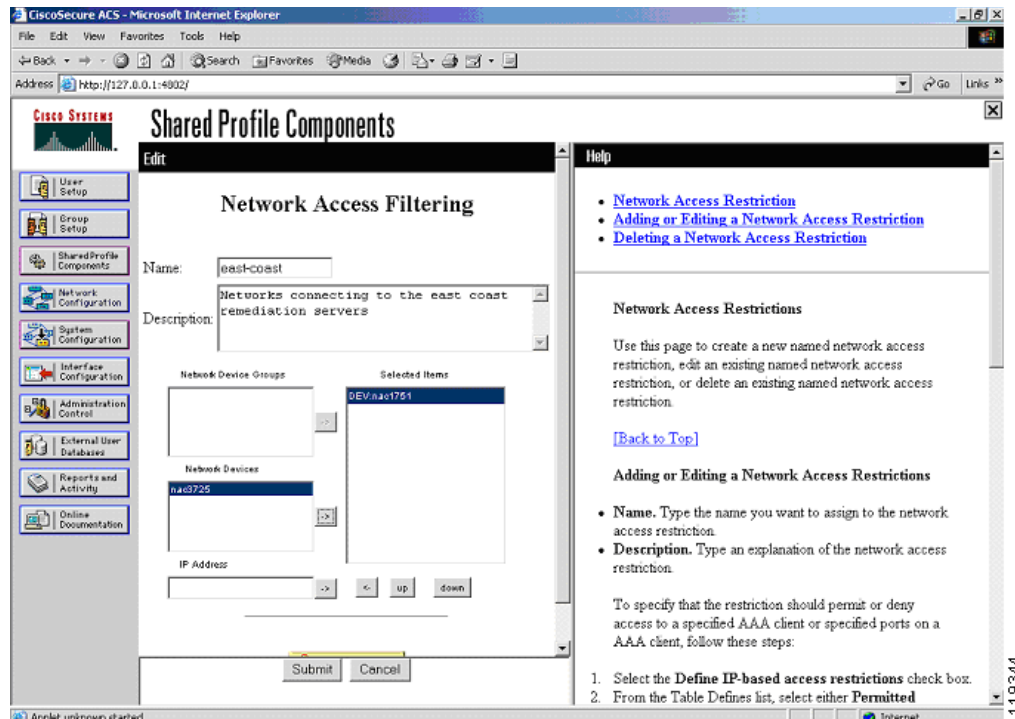 CiscoSecure ACS - Microsoft Internet Explorer
File Edit View Favorites Tools Help
Back Search Favorites Media
Address http://127.0.0.1:4802/ Go Links »
CISCO SYSTEMS
Shared Profile Components
User Setup
Group Setup
Shared Profile Components
Network Configuration
System Configuration
Interface Configuration
Administration Control
External User Databases
Reports and Activity
Online Documentation
Edit
Network Access Filtering
Name: east-coast
Description: Networks connecting to the east coast
remediation servers
Network Device Groups
Selected Items
DEV:nac1751
->
Network Devices
nac3725
->
IP Address
-> <- up down
Submit Cancel
Help
• Network Access Restriction
• Adding or Editing a Network Access Restriction
• Deleting a Network Access Restriction
Network Access Restrictions
Use this page to create a new named network access
restriction, edit an existing named network access
restriction, or delete an existing named network access
restriction.
[Back to Top]
Adding or Editing a Network Access Restrictions
• Name. Type the name you want to assign to the network
access restriction.
• Description. Type an explanation of the network access
restriction.
To specify that the restriction should permit or deny
access to a specified AAA client or specified ports on a
AAA client, follow these steps:
1. Select the Define IP-based access restrictions check box.
2. From the Table Defines list, select either Permitted
Applet unknown started
Internet
119344